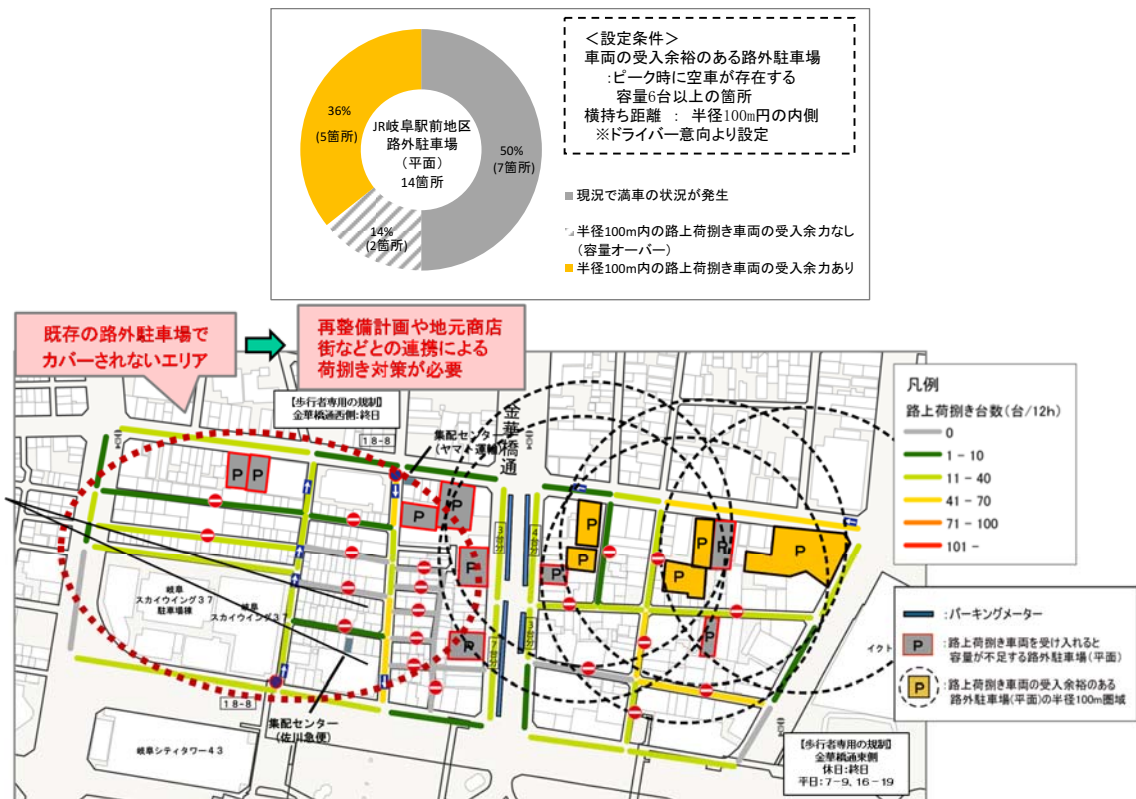 36%
(5箇所)
JR岐阜駅前地区
路外駐車場
(平面)
14箇所
50%
(7箇所)
14%
(2箇所)
<設定条件>
車両の受入余裕のある路外駐車場
:ピーク時に空車が存在する
容量6台以上の箇所
横持ち距離 : 半径100m円の内側
※ドライバー意向より設定
現況で満車の状況が発生
半径100m内の路上荷捌き車両の受入余力なし
(容量オーバー)
半径100m内の路上荷捌き車両の受入余力あり
既存の路外駐車場で
カバーされないエリア
再整備計画や地元商店
街などとの連携による
荷捌き対策が必要
【歩行者専用の規制】
金華橋通西側:終日
18-8
集配センター
(ヤマト運輸)
金華橋通
P
P
P
P
P
P
P
P
P
P
P
P
P
P
3台分
4台分
7台分
3台分
岐阜
スカイウイング37
駐車場棟
岐阜
スカイウイング37
18-8
集配センター
(佐川急便)
岐阜シティタワー43
イクト
【歩行者専用の規制】
金華橋通東側
休日:終日
平日:7-9、16-19
凡例
路上荷捌き台数(台/12h)
0
1 - 10
11 - 40
41 - 70
71 - 100
101 -
:パーキングメーター
P
:路上荷捌き車両を受け入れると
容量が不足する路外駐車場(平面)
P
:路上荷捌き車両の受入余裕のある
路外駐車場(平面)の半径100m圏域